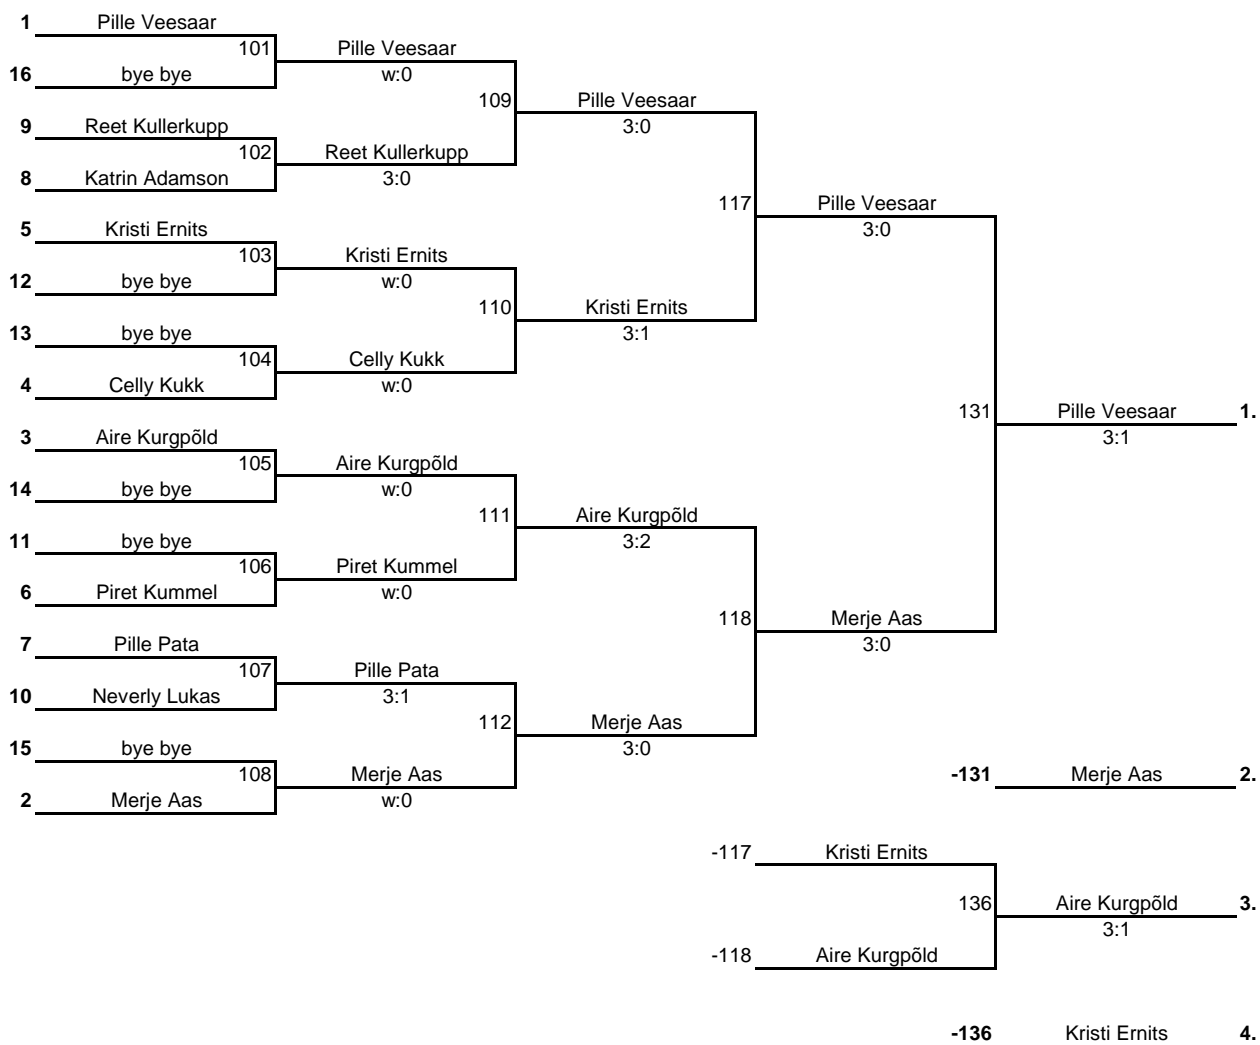 1 Pille Veesaar
101 Pille Veesaar
16 bye bye w:0
109 Pille Veesaar
9 Reet Kullerkupp 3:0
102 Reet Kullerkupp
8 Katrin Adamson 3:0
117 Pille Veesaar
5 Kristi Ernits 3:0
103 Kristi Ernits
12 bye bye w:0
110 Kristi Ernits
13 bye bye 3:1
104 Celly Kukk
4 Celly Kukk w:0
131 Pille Veesaar 1.
3 Aire Kurgpõld 3:1
105 Aire Kurgpõld
14 bye bye w:0
111 Aire Kurgpõld
11 bye bye 3:2
106 Piret Kummel
6 Piret Kummel w:0
118 Merje Aas
7 Pille Pata 3:0
107 Pille Pata
10 Neverly Lukas 3:1
112 Merje Aas
15 bye bye 3:0
108 Merje Aas -131 Merje Aas 2.
2 Merje Aas w:0
-117 Kristi Ernits
136 Aire Kurgpõld 3.
3:1
-118 Aire Kurgpõld
-136 Kristi Ernits 4.